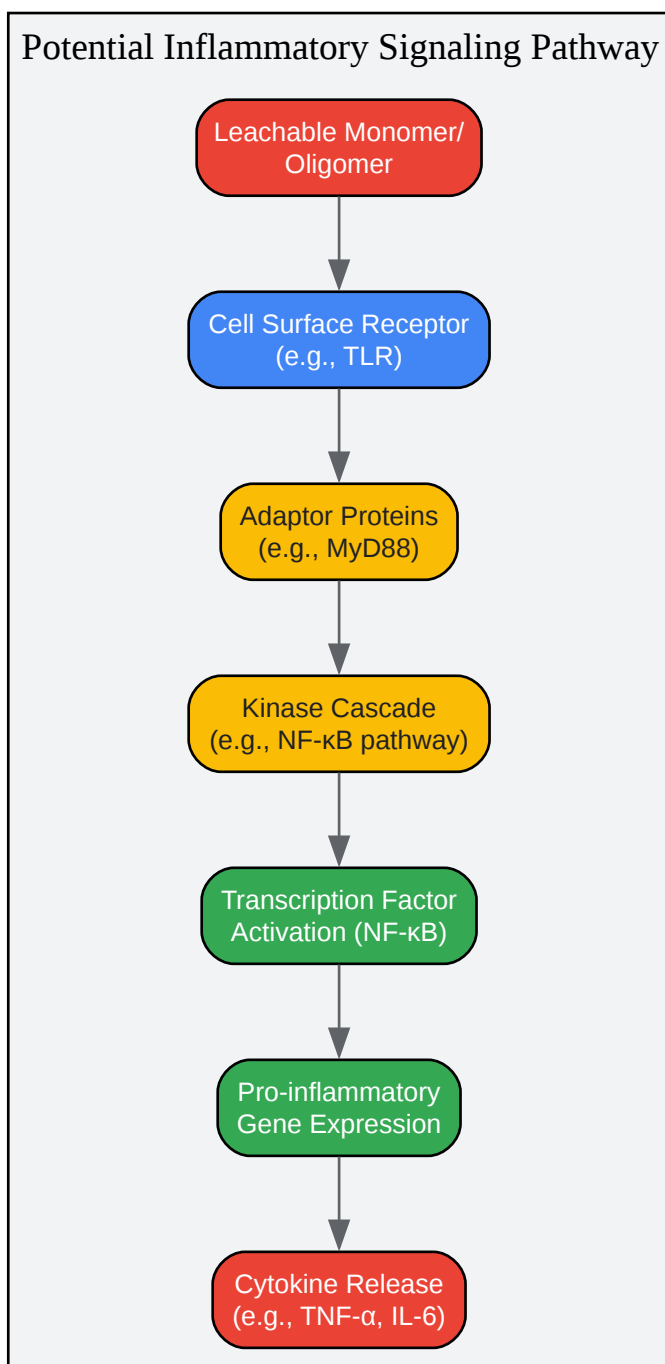 Potential Inflammatory Signaling Pathway
Leachable Monomer/
Oligomer
Cell Surface Receptor
(e.g., TLR)
Adaptor Proteins
(e.g., MyD88)
Kinase Cascade
(e.g., NF-κB pathway)
Transcription Factor
Activation (NF-κB)
Pro-inflammatory
Gene Expression
Cytokine Release
(e.g., TNF-α, IL-6)